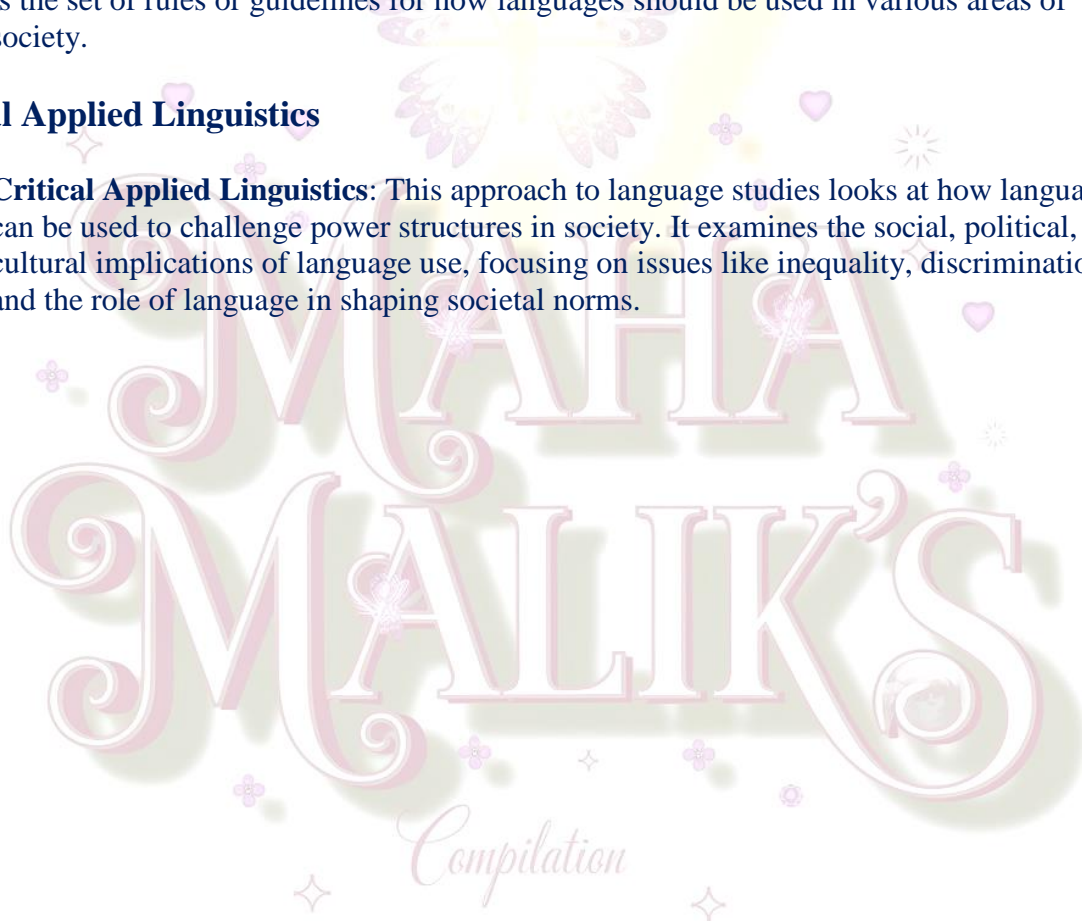 s the set of rules or guidelines for how languages should be used in various areas of
society.
l Applied Linguistics
Critical Applied Linguistics: This approach to language studies looks at how langua
can be used to challenge power structures in society. It examines the social, political,
cultural implications of language use, focusing on issues like inequality, discriminatio
and the role of language in shaping societal norms.
MAHA
MALIK'S
Compilation